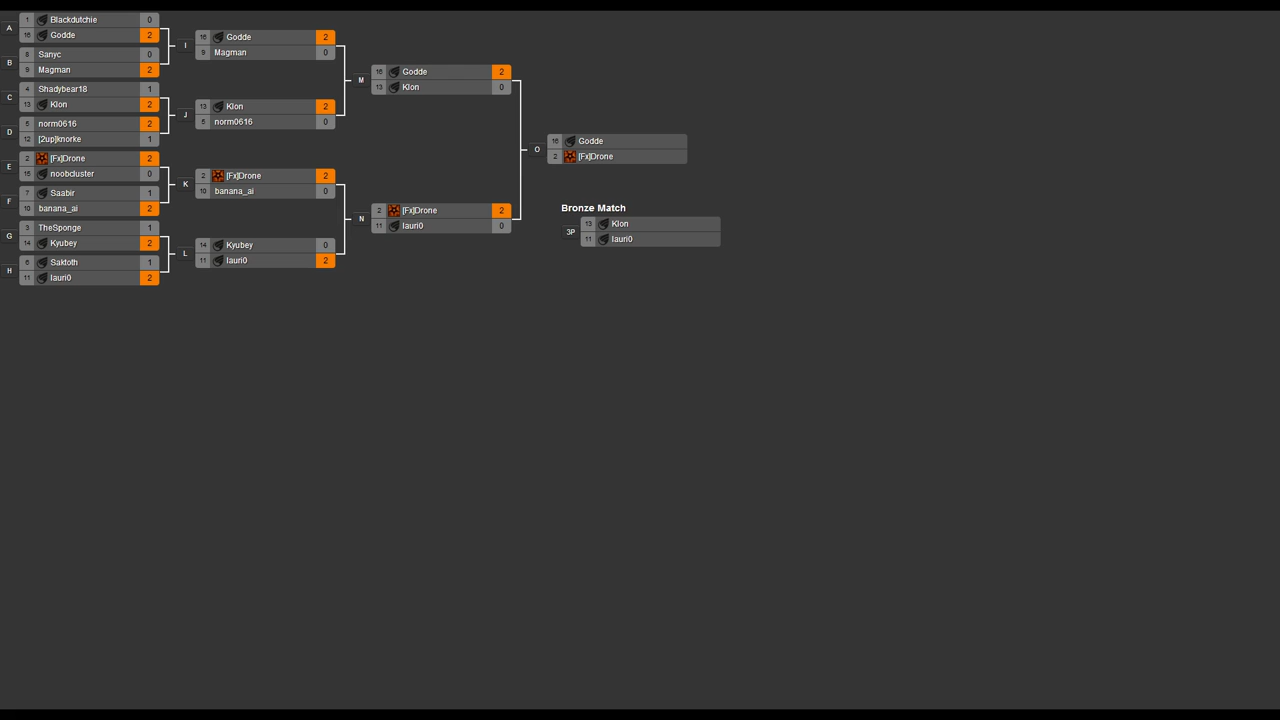 A
1 Blackdutchie 0
16 Godde 2
B
8 Sanyc 0
9 Magman 2
C
4 Shadybear18 1
13 Klon 2
D
norm0616 2
12 [2up]knorke 1
E
2 [Fx]Drone 2
15 noobcluster 0
F
7 Saabir 1
10 banana_ai 2
G
3 TheSponge 1
14 Kyubey 2
H
6 Saktoth 1
11 lauri0 2
I
16 Godde 2
9 Magman 0
J
13 Klon 2
5 norm0616 0
K
2 [Fx]Drone 2
10 banana_ai 0
L
14 Kyubey 0
11 lauri0 2
M
16 Godde 2
13 Klon 0
N
2 [Fx]Drone 2
11 lauri0 0
O
16 Godde
2 [Fx]Drone
Bronze Match
3P
13 Klon
11 lauri0